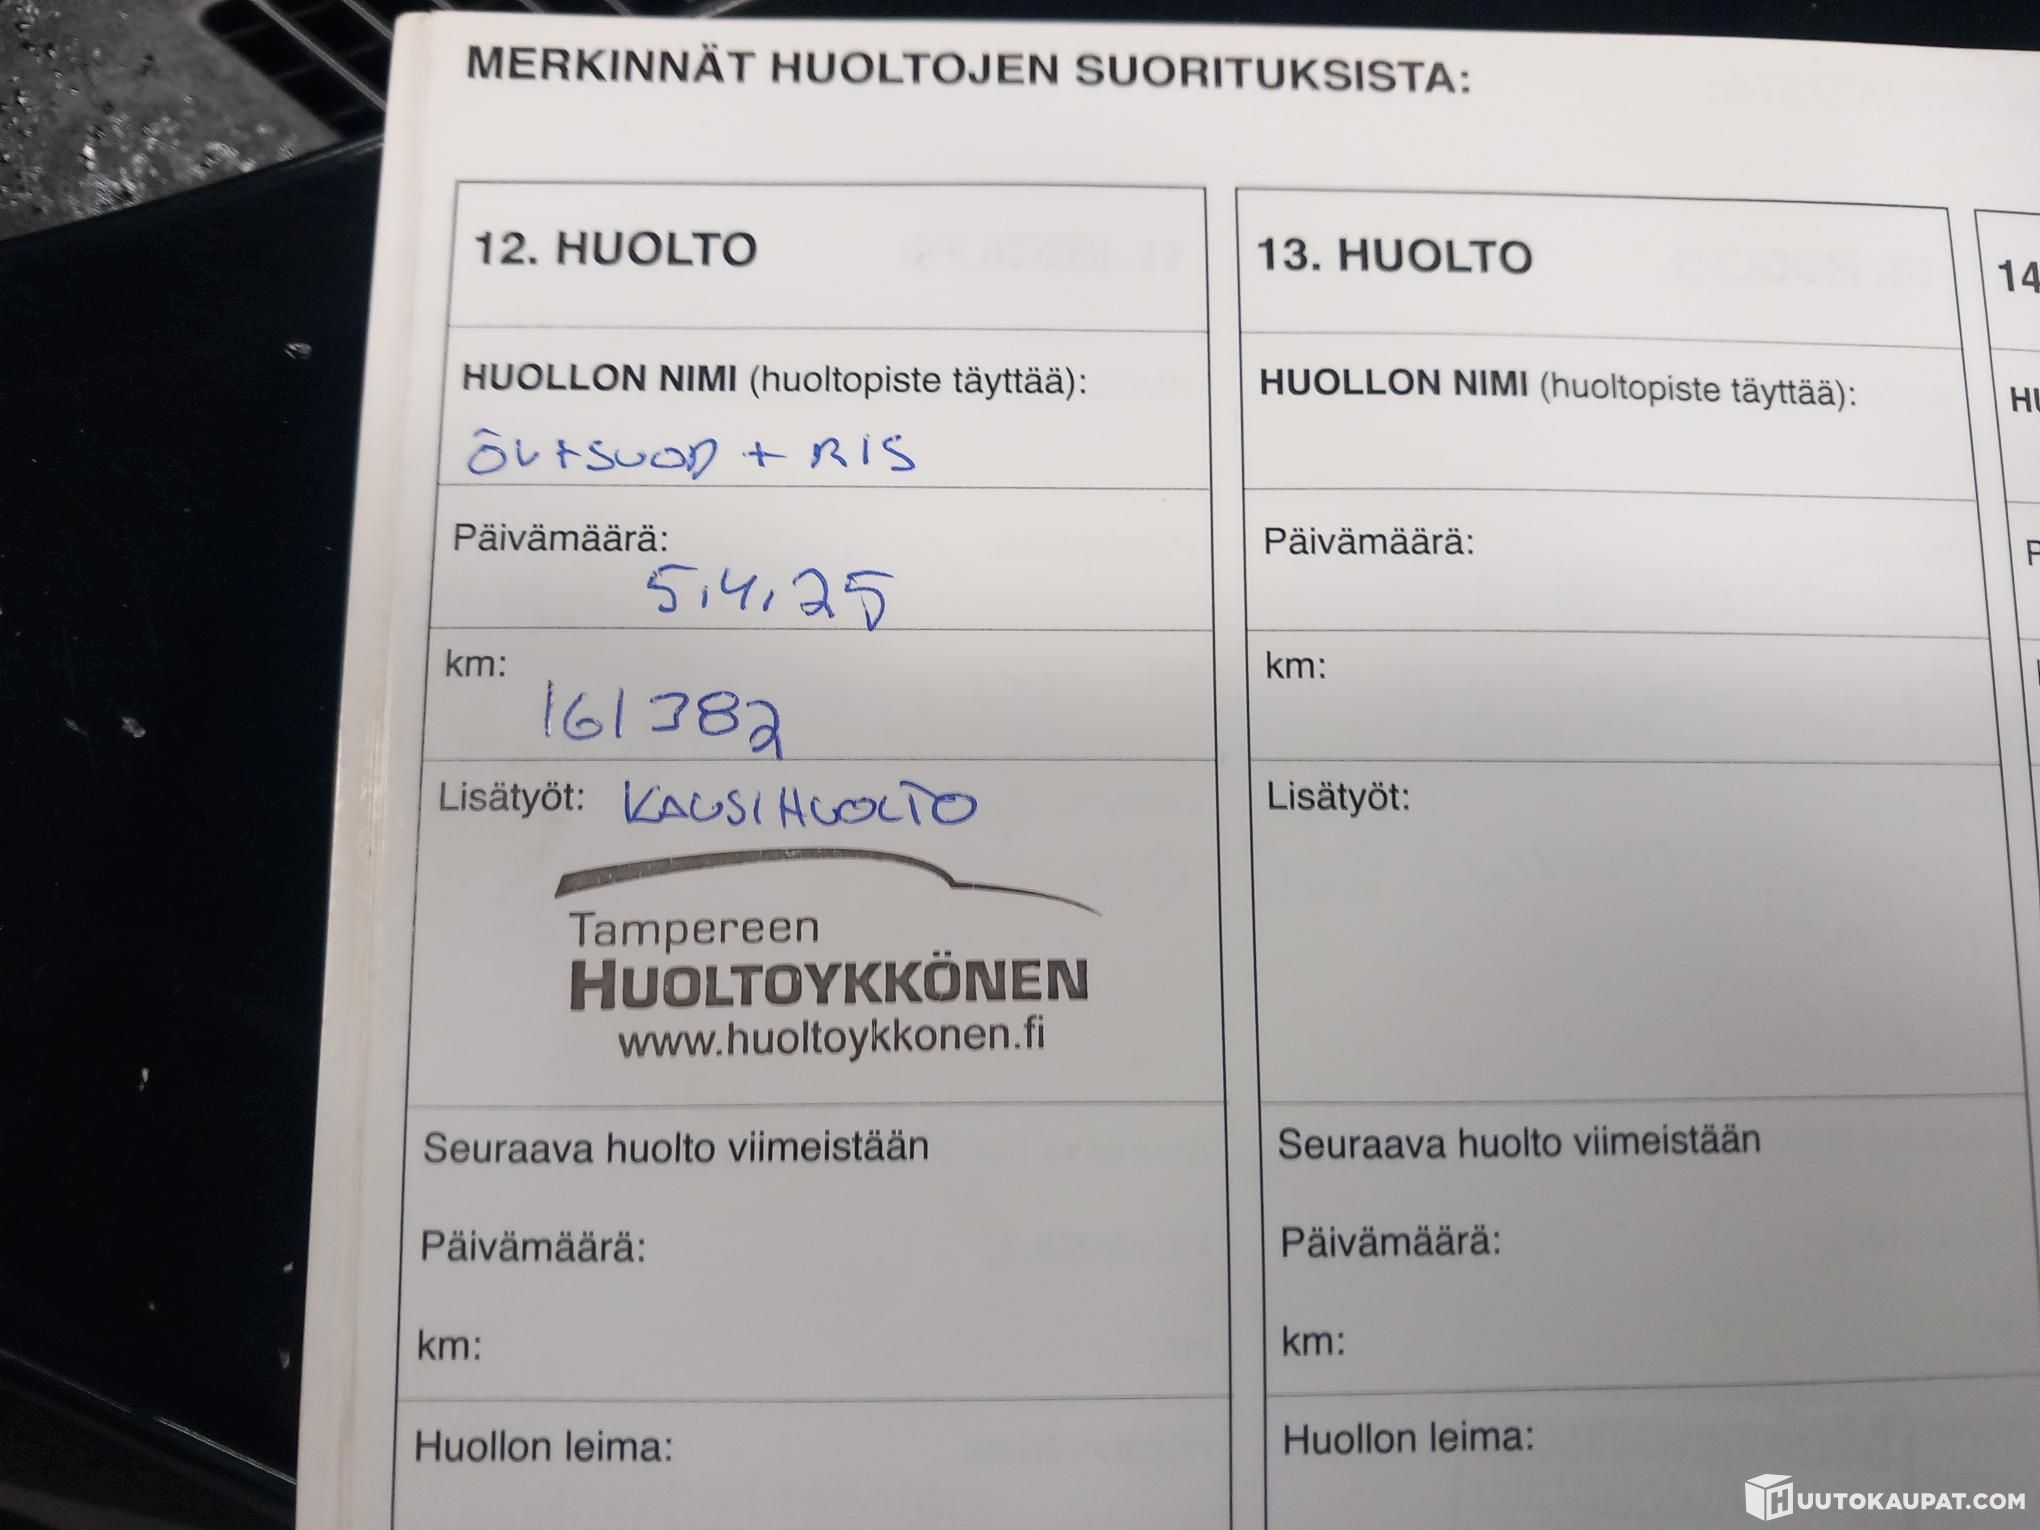 MERKINNÄT HUOLTOJEN SUORITUKSISTA:
12. HUOLTO
HUOLLON NIMI (huoltopiste täyttää):
ÖL+SUOD + RIS
Päivämäärä:
5.4.25
km:
161382
Lisätyöt: KAUSIHUOLTO
Tampereen
HUOLTOYKKÖNEN
www.huoltoykkonen.fi
Seuraava huolto viimeistään
Päivämäärä:
km:
Huollon leima:
13. HUOLTO
HUOLLON NIMI (huoltopiste täyttää):
Päivämäärä:
km:
Lisätyöt:
Seuraava huolto viimeistään
Päivämäärä:
km:
Huollon leima:
14
HUUTOKAUPAT.COM